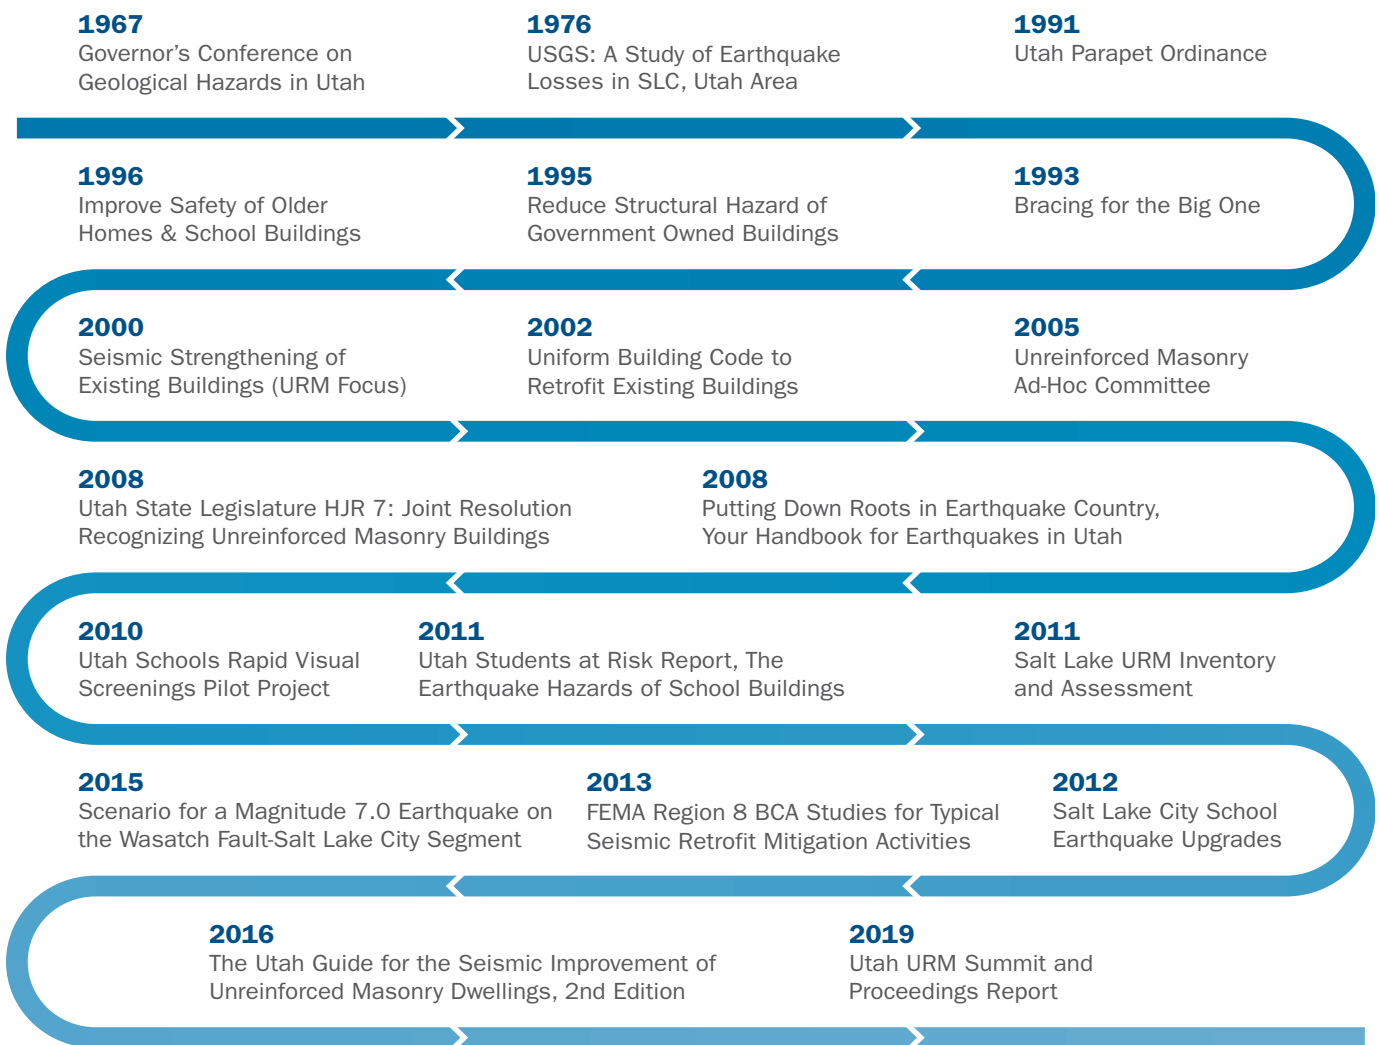 1967
Governor’s Conference on
Geological Hazards in Utah
1976
USGS: A Study of Earthquake
Losses in SLC, Utah Area
1991
Utah Parapet Ordinance
1993
Bracing for the Big One
1995
Reduce Structural Hazard of
Government Owned Buildings
1996
Improve Safety of Older
Homes & School Buildings
2000
Seismic Strengthening of
Existing Buildings (URM Focus)
2002
Uniform Building Code to
Retrofit Existing Buildings
2005
Unreinforced Masonry
Ad-Hoc Committee
2008
Putting Down Roots in Earthquake Country,
Your Handbook for Earthquakes in Utah
2008
Utah State Legislature HJR 7: Joint Resolution
Recognizing Unreinforced Masonry Buildings
2010
Utah Schools Rapid Visual
Screenings Pilot Project
2011
Utah Students at Risk Report, The
Earthquake Hazards of School Buildings
2011
Salt Lake URM Inventory
and Assessment
2012
Salt Lake City School
Earthquake Upgrades
2013
FEMA Region 8 BCA Studies for Typical
Seismic Retrofit Mitigation Activities
2015
Scenario for a Magnitude 7.0 Earthquake on
the Wasatch Fault-Salt Lake City Segment
2016
The Utah Guide for the Seismic Improvement of
Unreinforced Masonry Dwellings, 2nd Edition
2019
Utah URM Summit and
Proceedings Report